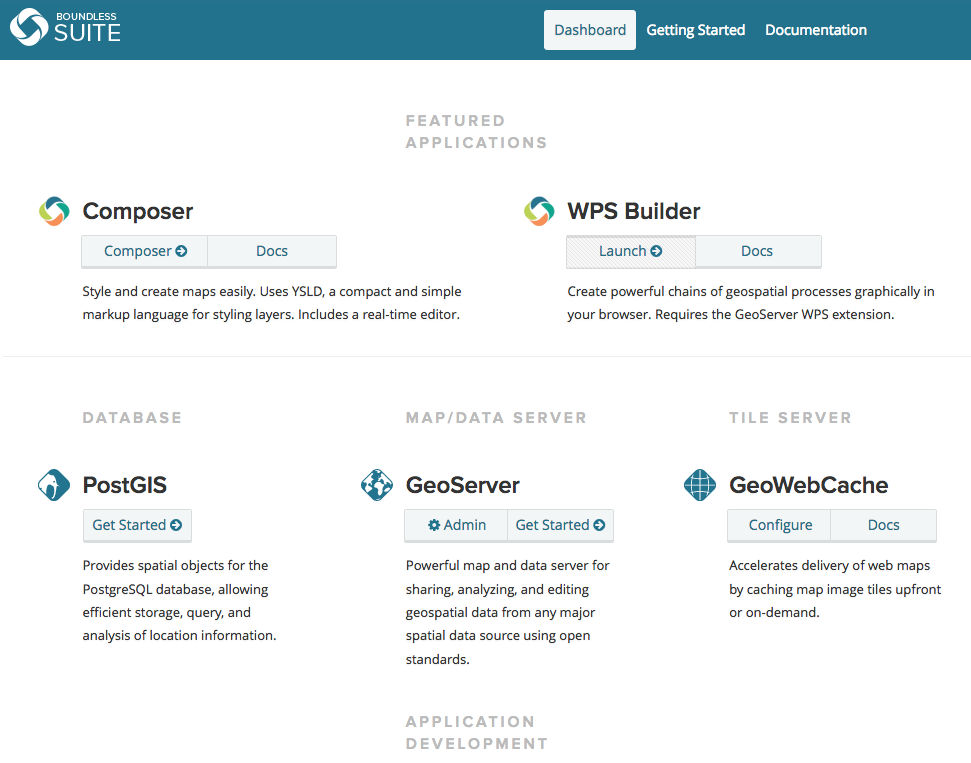 BOUNDLESS
SUITE
Dashboard Getting Started Documentation
FEATURED
APPLICATIONS
Composer
Composer Docs
Style and create maps easily. Uses YSLD, a compact and simple
markup language for styling layers. Includes a real-time editor.
WPS Builder
Launch Docs
Create powerful chains of geospatial processes graphically in
your browser. Requires the GeoServer WPS extension.
DATABASE
PostGIS
Get Started
Provides spatial objects for the
PostgreSQL database, allowing
efficient storage, query, and
analysis of location information.
MAP/DATA SERVER
GeoServer
Admin Get Started
Powerful map and data server for
sharing, analyzing, and editing
geospatial data from any major
spatial data source using open
standards.
TILE SERVER
GeoWebCache
Configure Docs
Accelerates delivery of web maps
by caching map image tiles upfront
or on-demand.
APPLICATION
DEVELOPMENT